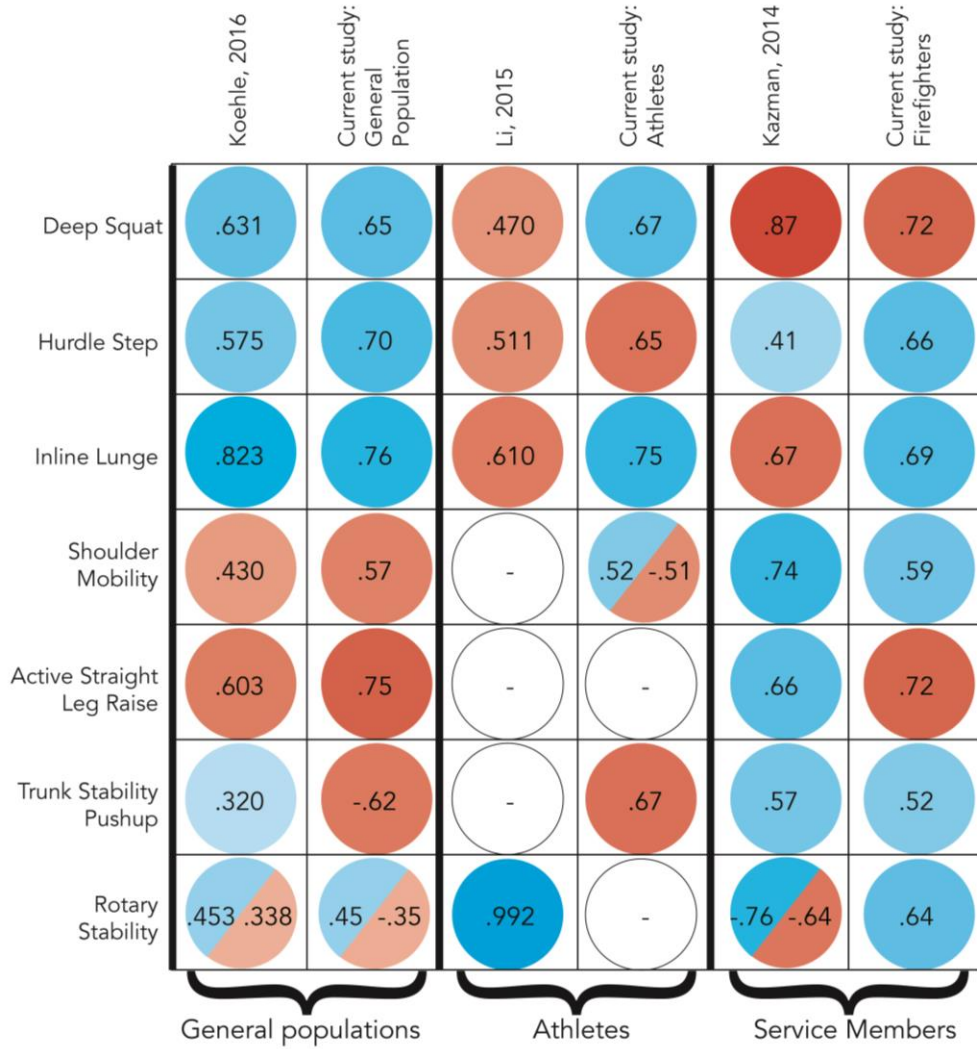 Koehle, 2016
Current study:
General
Population
Li, 2015
Current study:
Athletes
Kazman, 2014
Current study:
Firefighters
Deep Squat .631 .65 .470 .67 .87 .72
Hurdle Step .575 .70 .511 .65 .41 .66
Inline Lunge .823 .76 .610 .75 .67 .69
Shoulder
Mobility .430 .57 - .52 -.51 .74 .59
Active Straight
Leg Raise .603 .75 - - .66 .72
Trunk Stability
Pushup .320 -.62 - .67 .57 .52
Rotary
Stability .453 .338 .45 -.35 .992 - -.76 -.64 .64
General populations Athletes Service Members